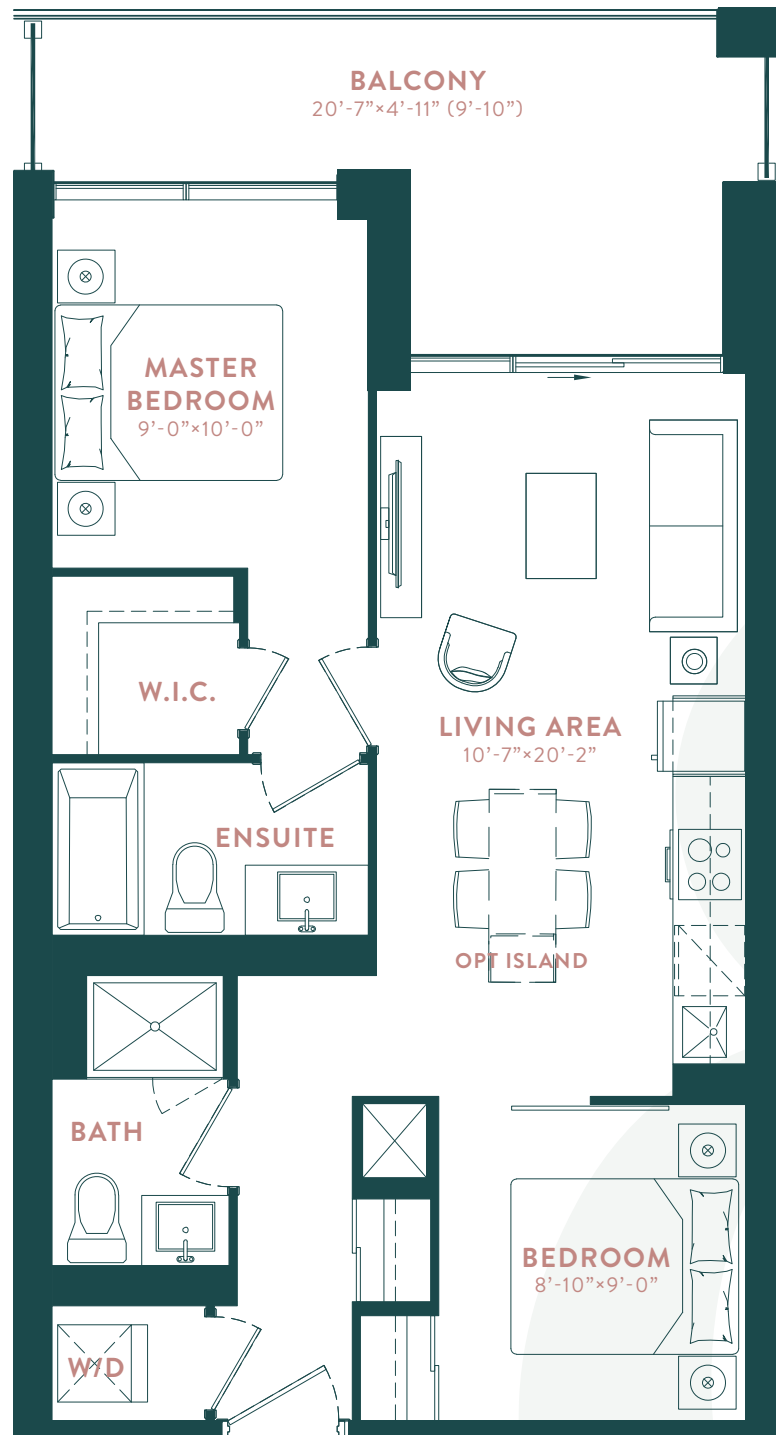 BALCONY
20’-7”×4’-11” (9’-10”)
MASTER
BEDROOM
9’-0”×10’-0”
W.I.C.
LIVING AREA
10’-7”×20’-2”
ENSUITE
OPT ISLAND
BATH
BEDROOM
8’-10”×9’-0”
W/D